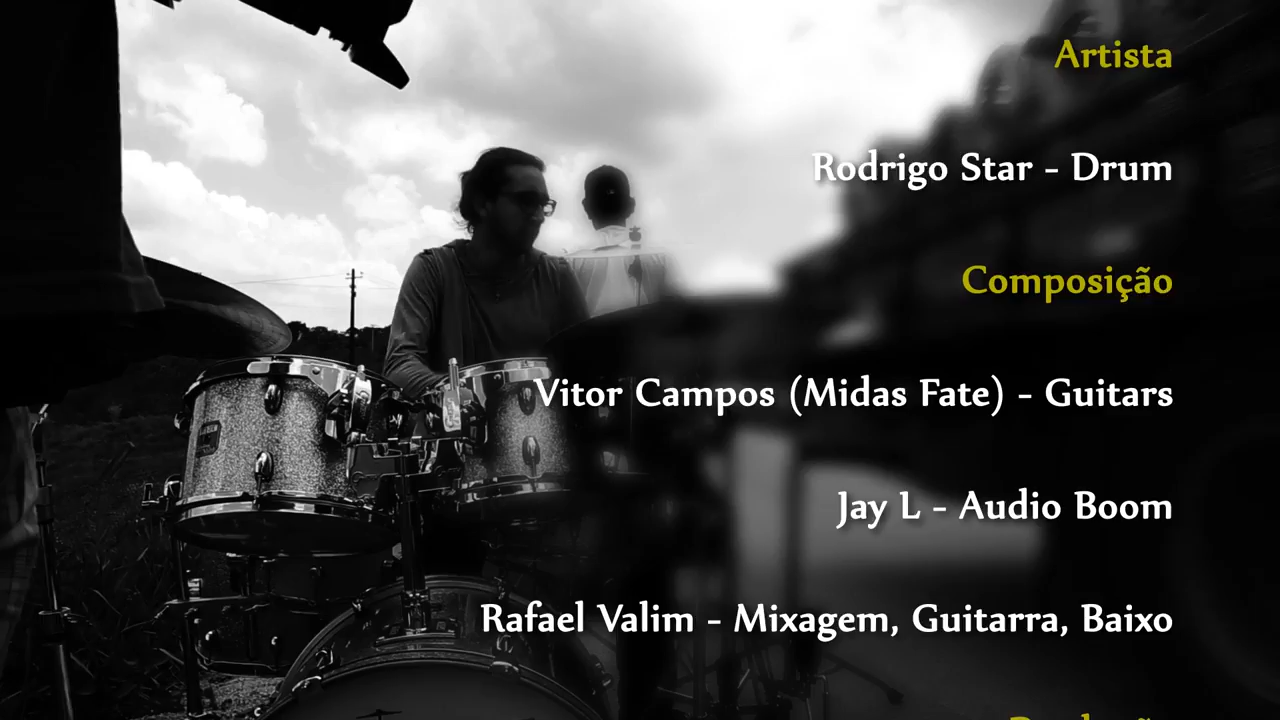 Artista
Rodrigo Star - Drum
Composição
Vitor Campos (Midas Fate) - Guitars
Jay L - Audio Boom
Rafael Valim - Mixagem, Guitarra, Baixo